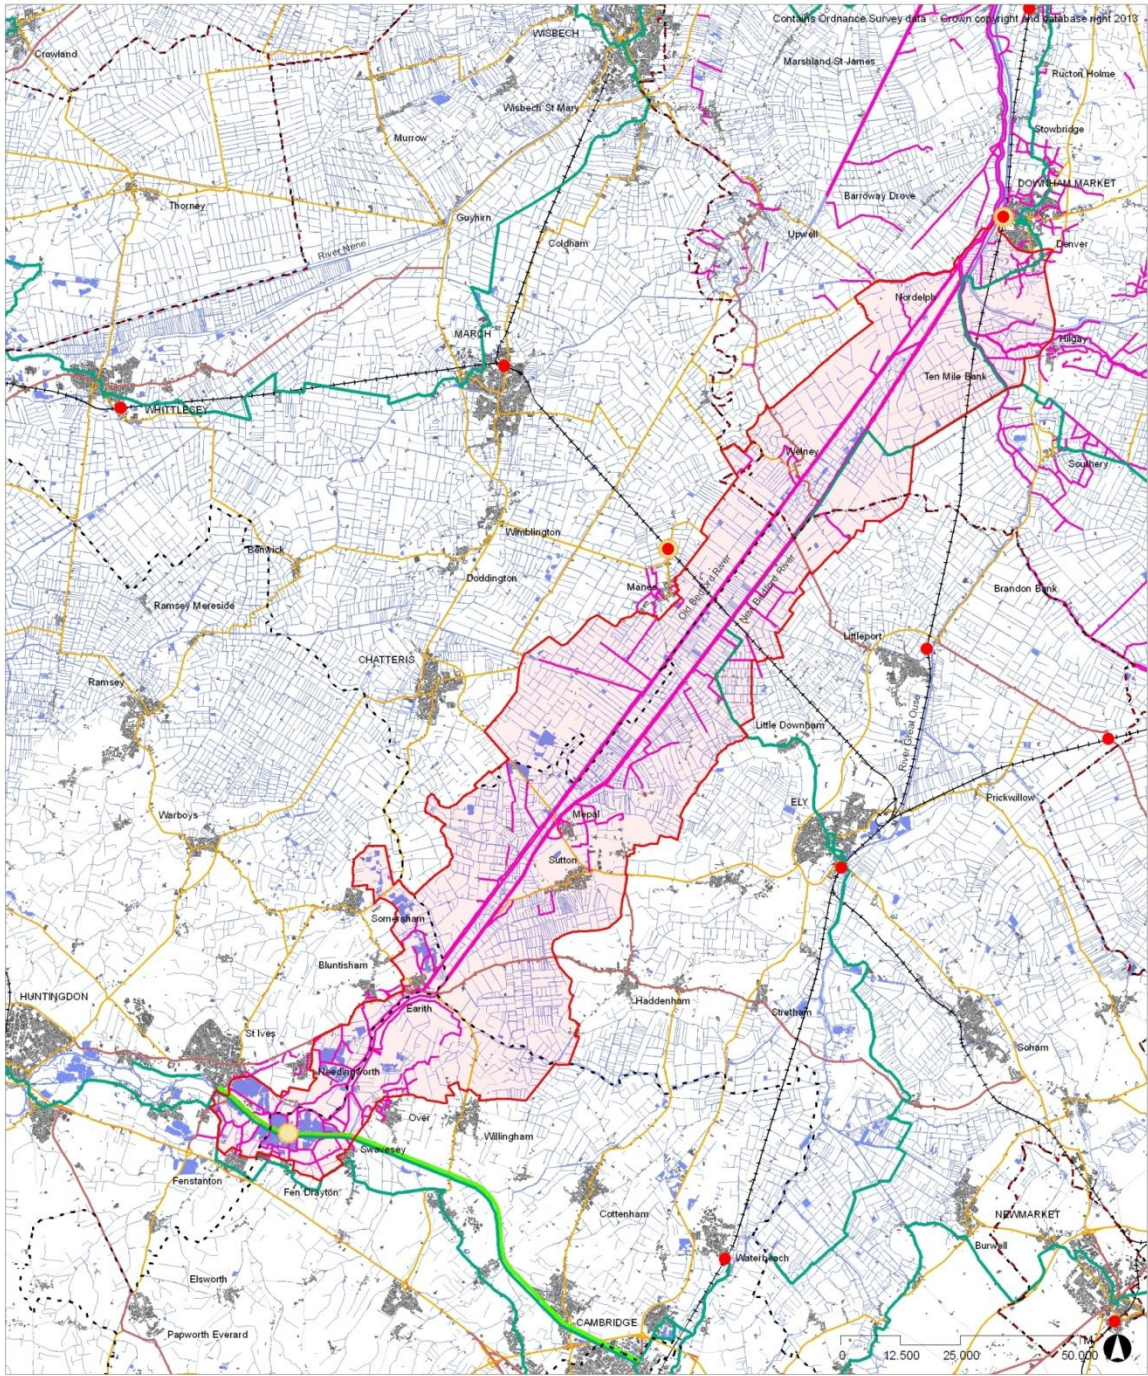 Contains Ordnance Survey data © Crown copyright and database right 2013
Crowland
WISBECH
Marshland St James
Ructon Holme
Wisbech St Mary
Murrow
Stowbridge
DOWNHAM MARKET
Thorney
Barroway Drove
Guyhirn
Upwell
Coldham
River Nene
Denver
Nordelph
MARCH
Hilgay
Ten Mile Bank
WHITTLESEY
Welney
Southery
Wimblington
Benwick
Doddington
Manea
Old Bedford River
New Bedford River
Brandon Bank
Ramsey Mereside
Littleport
CHATTERIS
Ramsey
River Great Ouse
Little Downham
Prickwillow
ELY
Warboys
Mepal
Sutton
Somersham
Bluntisham
HUNTINGDON
Earith
Haddenham
Stretham
St Ives
Soham
Needingworth
Over
Willingham
Swavesey
Fenstanton
Fen Drayton
Cottenham
NEWMARKET
Burwell
Waterbeach
Elsworth
Papworth Everard
CAMBRIDGE
M
0 12.500 25.000 50.000